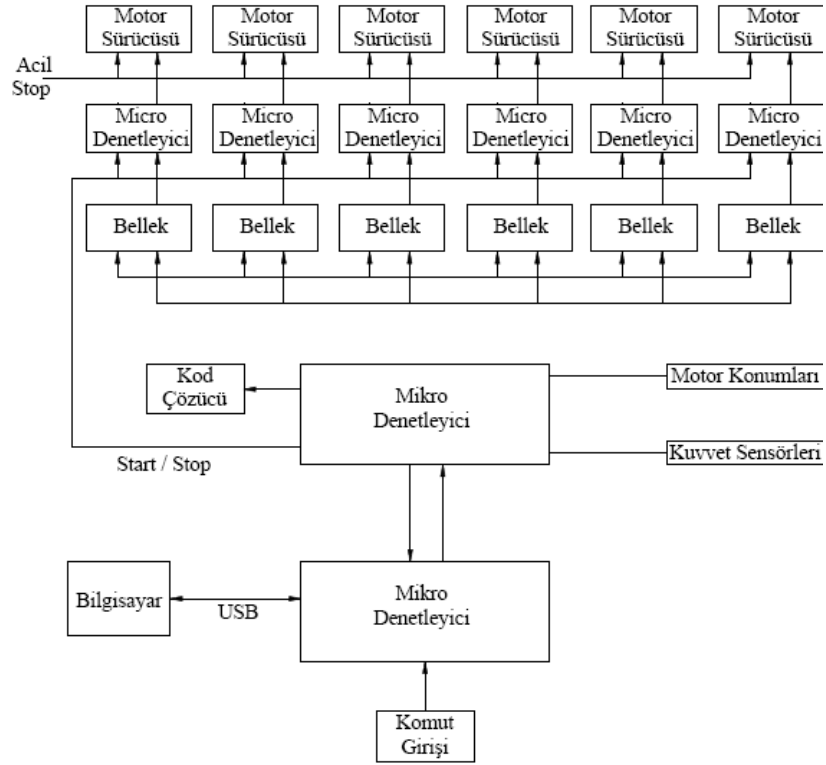 Motor Motor Motor Motor Motor Motor
Sürücüsü Sürücüsü Sürücüsü Sürücüsü Sürücüsü Sürücüsü
Acil
Stop
Micro Micro Micro Micro Micro Micro
Denetleyici Denetleyici Denetleyici Denetleyici Denetleyici Denetleyici
Bellek Bellek Bellek Bellek Bellek Bellek
Kod
Çözücü
Mikro
Denetleyici
Motor Konumları
Kuvvet Sensörleri
Start / Stop
Bilgisayar
USB
Mikro
Denetleyici
Komut
Girişi